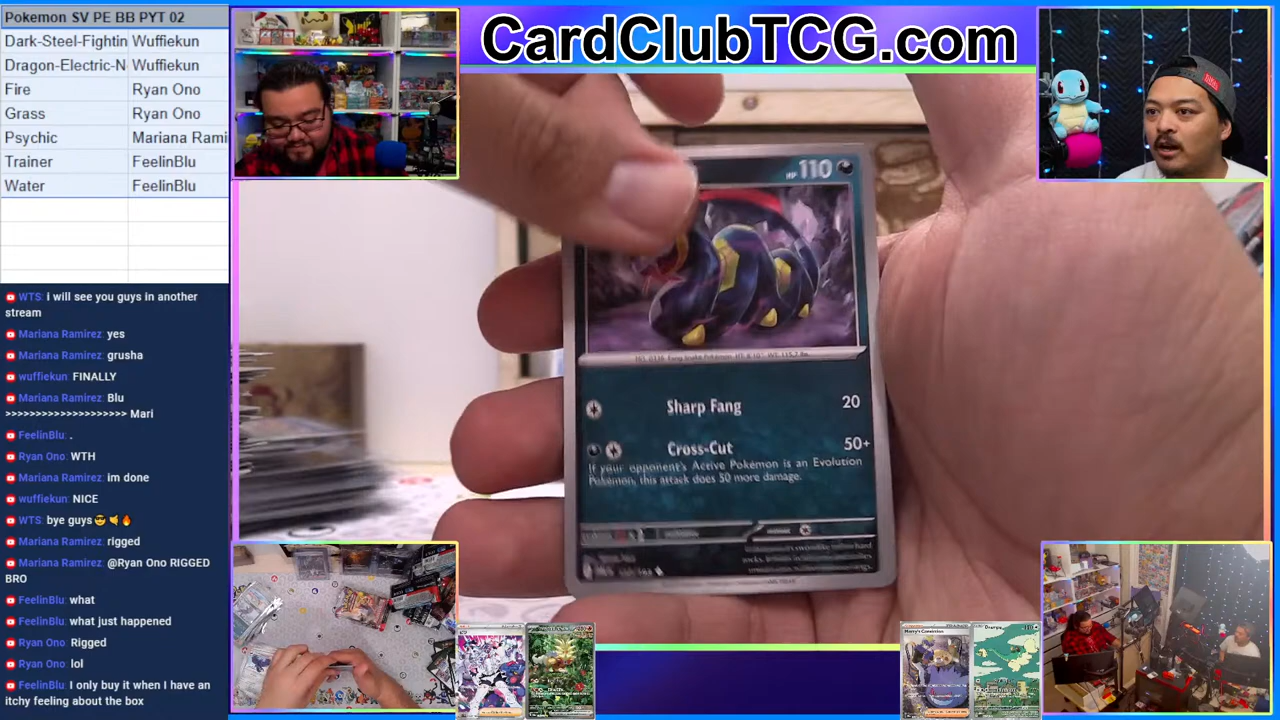 Pokemon SV PE BB PYT 02
Dark-Steel-Fightin Wuffiekun
Dragon-Electric-N Wuffiekun
Fire Ryan Ono
Grass Ryan Ono
Psychic Mariana Rami
Trainer FeelinBlu
Water FeelinBlu
WTS: i will see you guys in another
stream
Mariana Ramirez: yes
Mariana Ramirez: grusha
wuffiekun FINALLY
Mariana Ramirez: Blu
>>>>>>>>>>>>>>>>>>>> Mari
FeelinBlu: .
Ryan Ono: WTH
Mariana Ramirez: im done
wuffiekun: NICE
WTS: bye guys 😎🤙🔥
Mariana Ramirez: rigged
Mariana Ramirez: @Ryan Ono RIGGED
BRO
FeelinBlu: what
FeelinBlu: what just happened
Ryan Ono: Rigged
Ryan Ono: lol
FeelinBlu: I only buy it when I have an
itchy feeling about the box
CardClubTCG.com
HP 110
Sharp Fang 20
Cross-Cut 50+
If your opponent's Active Pokémon is an Evolution
Pokémon, this attack does 50 more damage.